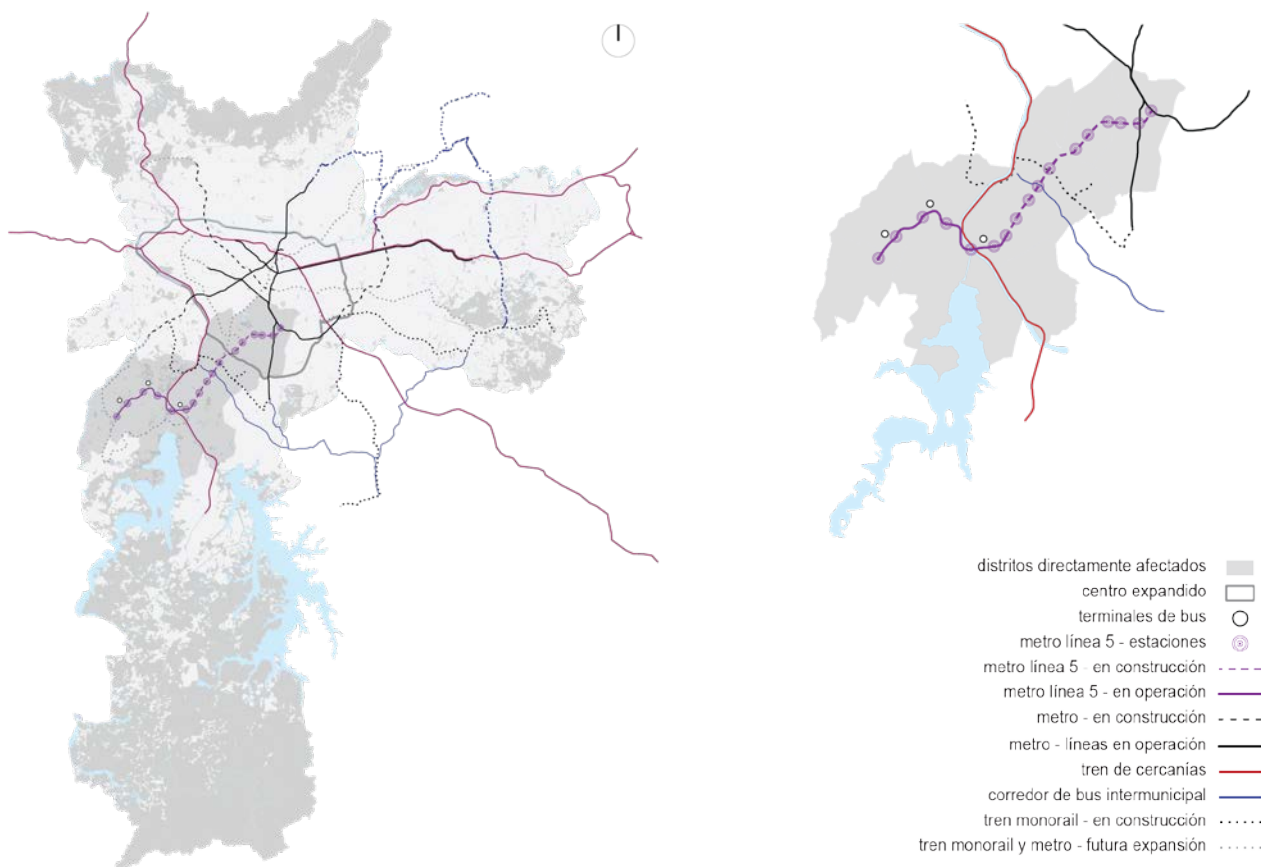 distritos directamente afectados
centro expandido
terminales de bus
metro línea 5 - estaciones
metro línea 5 - en construcción
metro línea 5 - en operación
metro - en construcción
metro - líneas en operación
tren de cercanías
corredor de bus intermunicipal
tren monorail - en construcción
tren monorail y metro - futura expansión